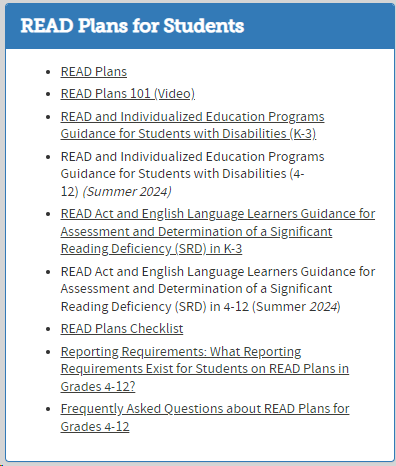 READ Plans for Students
• READ Plans
• READ Plans 101 (Video)
• READ and Individualized Education Programs
Guidance for Students with Disabilities (K-3)
• READ and Individualized Education Programs
Guidance for Students with Disabilities (4-
12) (Summer 2024)
• READ Act and English Language Learners Guidance for
Assessment and Determination of a Significant
Reading Deficiency (SRD) in K-3
• READ Act and English Language Learners Guidance for
Assessment and Determination of a Significant
Reading Deficiency (SRD) in 4-12 (Summer 2024)
• READ Plans Checklist
• Reporting Requirements: What Reporting
Requirements Exist for Students on READ Plans in
Grades 4-12?
• Frequently Asked Questions about READ Plans for
Grades 4-12